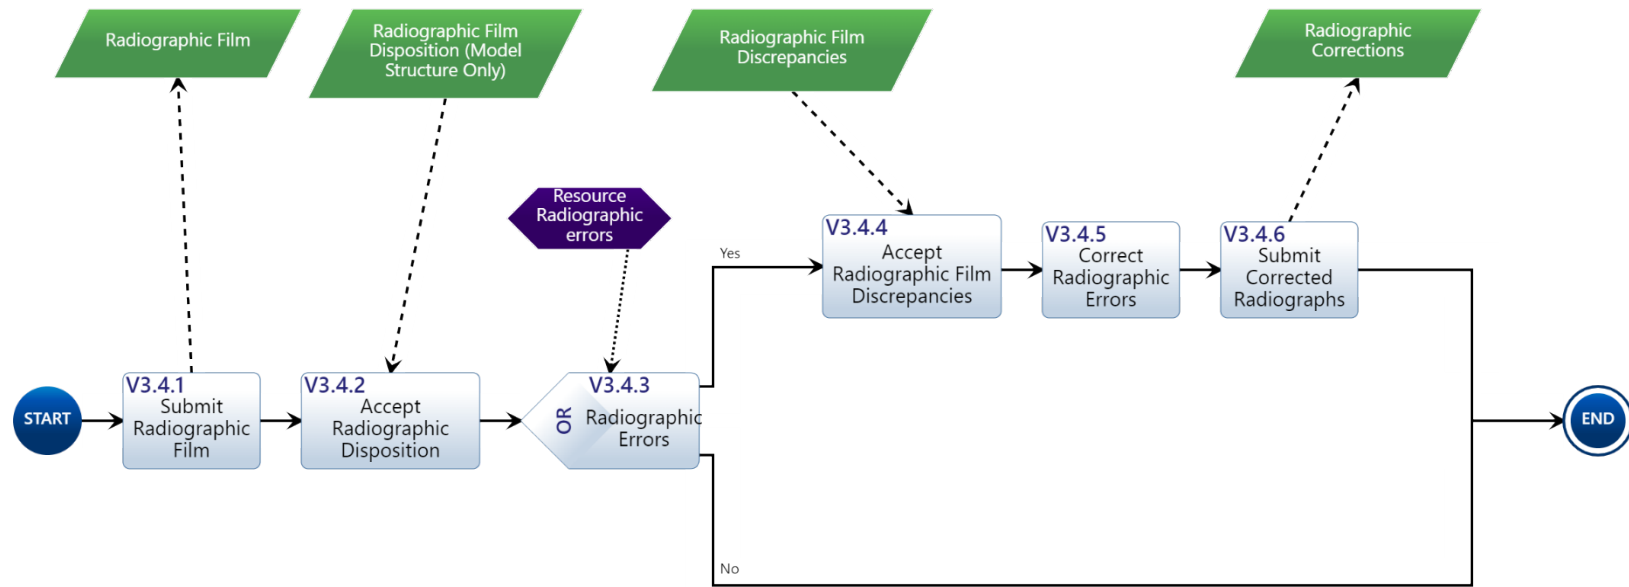 Radiographic Film
Radiographic Film
Disposition (Model
Structure Only)
Radiographic Film
Discrepancies
Radiographic
Corrections
Resource
Radiographic
errors
Yes
V3.4.4
Accept
Radiographic Film
Discrepancies
V3.4.5
Correct
Radiographic
Errors
V3.4.6
Submit
Corrected
Radiographs
START
V3.4.1
Submit
Radiographic
Film
V3.4.2
Accept
Radiographic
Disposition
OR
V3.4.3
Radiographic
Errors
END
No